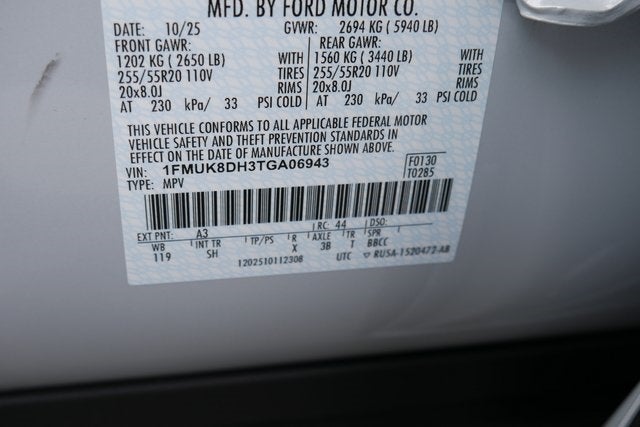 MFD. BY FORD MOTOR CO.
DATE: 10/25 GVWR: 2694 KG (5940 LB)
FRONT GAWR: REAR GAWR:
1202 KG (2650 LB) WITH 1560 KG (3440 LB) WITH
255/55R20 110V TIRES 255/55R20 110V TIRES
20x8.0J RIMS 20x8.0J RIMS
AT 230 kPa/ 33 PSI COLD AT 230 kPa/ 33 PSI COLD
THIS VEHICLE CONFORMS TO ALL APPLICABLE FEDERAL MOTOR
VEHICLE SAFETY AND THEFT PREVENTION STANDARDS IN
EFFECT ON THE DATE OF MANUFACTURE SHOWN ABOVE.
VIN: 1FMUK8DH3TGA06943 F0130
TYPE: MPV T0285
EXT PNT: A3 RC: 44 DSO:
WB INT TR TP/PS R AXLE TR SPR
119 SH X 3B T BBCC
1202510112308 UTC RU5A-1520472-AB